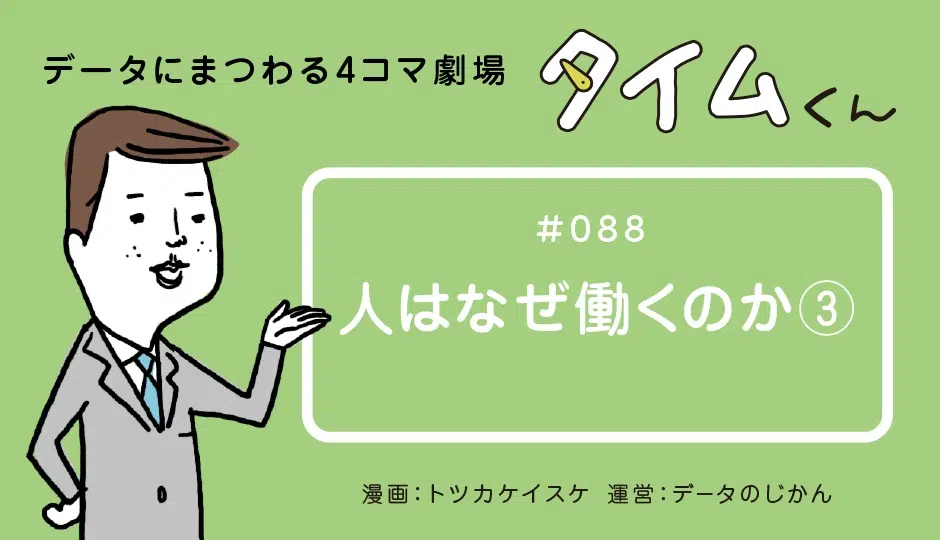 データにまつわる4コマ劇場
タイムくん
#088
人はなぜ働くのか③
漫画：トツカケイスケ 運営：データのじかん